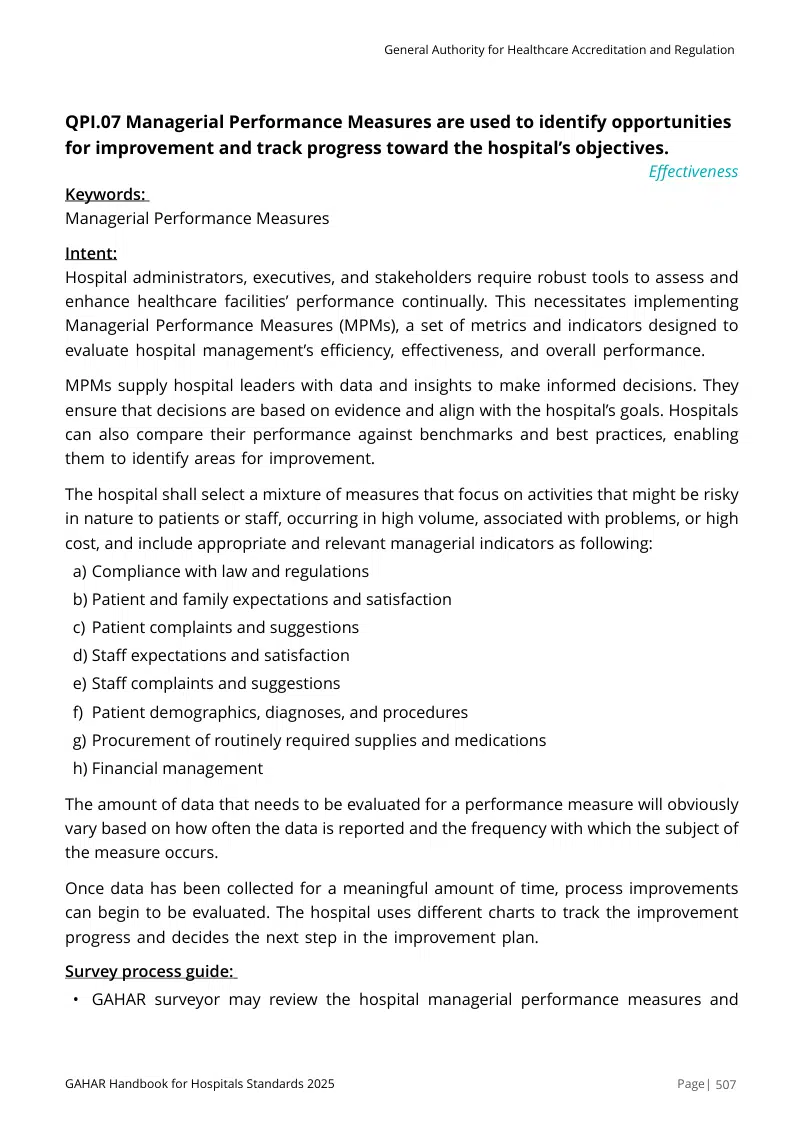 General Authority for Healthcare Accreditation and Regulation
QPI.07 Managerial Performance Measures are used to identify opportunities
for improvement and track progress toward the hospital’s objectives.
Effectiveness
Keywords:
Managerial Performance Measures
Intent:
Hospital administrators, executives, and stakeholders require robust tools to assess and
enhance healthcare facilities’ performance continually. This necessitates implementing
Managerial Performance Measures (MPMs), a set of metrics and indicators designed to
evaluate hospital management’s efficiency, effectiveness, and overall performance.
MPMs supply hospital leaders with data and insights to make informed decisions. They
ensure that decisions are based on evidence and align with the hospital’s goals. Hospitals
can also compare their performance against benchmarks and best practices, enabling
them to identify areas for improvement.
The hospital shall select a mixture of measures that focus on activities that might be risky
in nature to patients or staff, occurring in high volume, associated with problems, or high
cost, and include appropriate and relevant managerial indicators as following:
a) Compliance with law and regulations
b) Patient and family expectations and satisfaction
c) Patient complaints and suggestions
d) Staff expectations and satisfaction
e) Staff complaints and suggestions
f) Patient demographics, diagnoses, and procedures
g) Procurement of routinely required supplies and medications
h) Financial management
The amount of data that needs to be evaluated for a performance measure will obviously
vary based on how often the data is reported and the frequency with which the subject of
the measure occurs.
Once data has been collected for a meaningful amount of time, process improvements
can begin to be evaluated. The hospital uses different charts to track the improvement
progress and decides the next step in the improvement plan.
Survey process guide:
• GAHAR surveyor may review the hospital managerial performance measures and
GAHAR Handbook for Hospitals Standards 2025
Page| 507